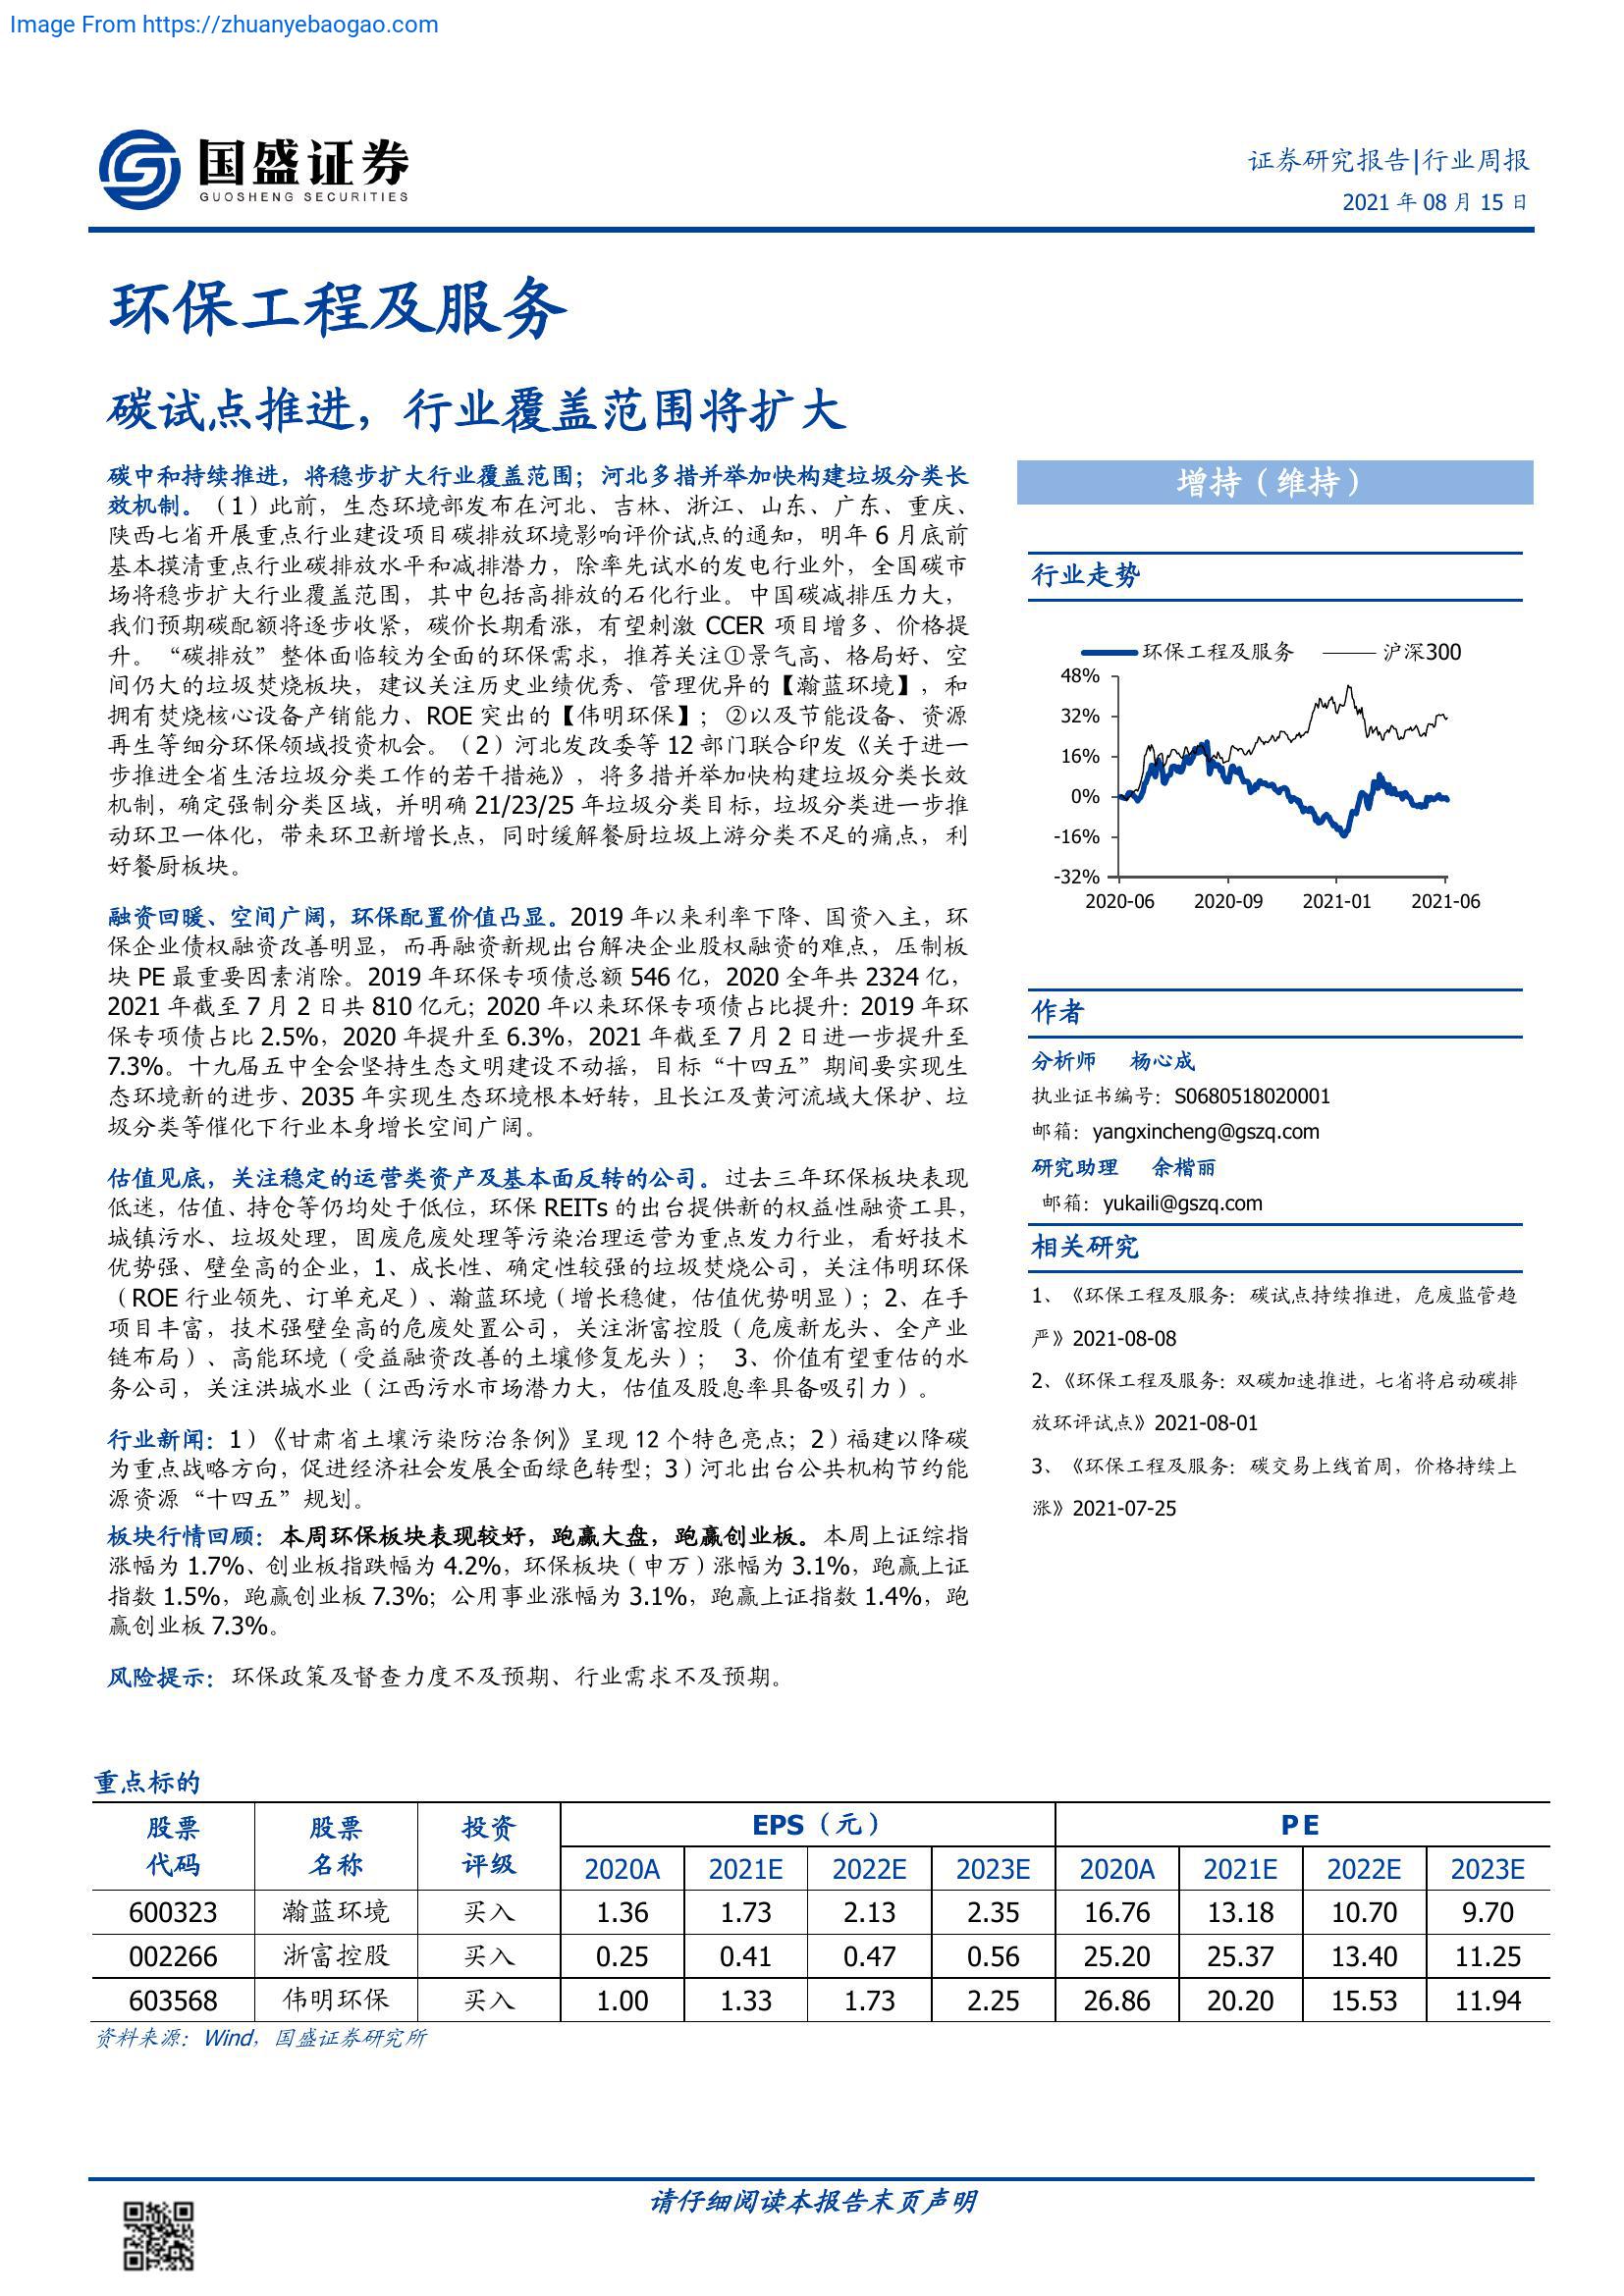 Image From https://zhuanyebaogao.com
国盛证券
GUOSHENG SECURITIES
证券研究报告|行业周报
2021 年 08 月 15 日
环保工程及服务
碳试点推进，行业覆盖范围将扩大
碳中和持续推进，将稳步扩大行业覆盖范围；河北多措并举加快构建垃圾分类长
效机制。（1）此前，生态环境部发布在河北、吉林、浙江、山东、广东、重庆、
陕西七省开展重点行业建设项目碳排放环境影响评价试点的通知，明年 6 月底前
基本摸清重点行业碳排放水平和减排潜力，除率先试水的发电行业外，全国碳市
场将稳步扩大行业覆盖范围，其中包括高排放的石化行业。中国碳减排压力大，
我们预期碳配额将逐步收紧，碳价长期看涨，有望刺激 CCER 项目增多、价格提
升。“碳排放”整体面临较为全面的环保需求，推荐关注①景气高、格局好、空
间仍大的垃圾焚烧板块，建议关注历史业绩优秀、管理优异的【瀚蓝环境】，和
拥有焚烧核心设备产销能力、ROE 突出的【伟明环保】；②以及节能设备、资源
再生等细分环保领域投资机会。（2）河北发改委等 12 部门联合印发《关于进一
步推进全省生活垃圾分类工作的若干措施》，将多措并举加快构建垃圾分类长效
机制，确定强制分类区域，并明确 21/23/25 年垃圾分类目标，垃圾分类进一步推
动环卫一体化，带来环卫新增长点，同时缓解餐厨垃圾上游分类不足的痛点，利
好餐厨板块。
融资回暖、空间广阔，环保配置价值凸显。2019 年以来利率下降、国资入主，环
保企业债权融资改善明显，而再融资新规出台解决企业股权融资的难点，压制板
块 PE 最重要因素消除。2019 年环保专项债总额 546 亿，2020 全年共 2324 亿，
2021 年截至 7 月 2 日共 810 亿元；2020 年以来环保专项债占比提升：2019 年环
保专项债占比 2.5%，2020 年提升至 6.3%，2021 年截至 7 月 2 日进一步提升至
7.3%。十九届五中全会坚持生态文明建设不动摇，目标“十四五”期间要实现生
态环境新的进步、2035 年实现生态环境根本好转，且长江及黄河流域大保护、垃
圾分类等催化下行业本身增长空间广阔。
估值见底，关注稳定的运营类资产及基本面反转的公司。过去三年环保板块表现
低迷，估值、持仓等仍均处于低位，环保 REITs 的出台提供新的权益性融资工具，
城镇污水、垃圾处理，固废危废处理等污染治理运营为重点发力行业，看好技术
优势强、壁垒高的企业，1、成长性、确定性较强的垃圾焚烧公司，关注伟明环保
（ROE 行业领先、订单充足）、瀚蓝环境（增长稳健，估值优势明显）；2、在手
项目丰富，技术强壁垒高的危废处置公司，关注浙富控股（危废新龙头、全产业
链布局）、高能环境（受益融资改善的土壤修复龙头）； 3、价值有望重估的水
务公司，关注洪城水业（江西污水市场潜力大，估值及股息率具备吸引力）。
行业新闻：1）《甘肃省土壤污染防治条例》呈现 12 个特色亮点；2）福建以降碳
为重点战略方向，促进经济社会发展全面绿色转型；3）河北出台公共机构节约能
源资源“十四五”规划。
板块行情回顾：本周环保板块表现较好，跑赢大盘，跑赢创业板。本周上证综指
涨幅为 1.7%、创业板指跌幅为 4.2%，环保板块（申万）涨幅为 3.1%，跑赢上证
指数 1.5%，跑赢创业板 7.3%；公用事业涨幅为 3.1%，跑赢上证指数 1.4%，跑
赢创业板 7.3%。
风险提示：环保政策及督查力度不及预期、行业需求不及预期。
增持（维持）
行业走势
环保工程及服务 沪深300
48%
32%
16%
0%
-16%
-32%
2020-06 2020-09 2021-01 2021-06
作者
分析师 杨心成
执业证书编号：S0680518020001
邮箱：yangxincheng@gszq.com
研究助理 余楷丽
邮箱：yukaili@gszq.com
相关研究
1、《环保工程及服务：碳试点持续推进，危废监管趋
严》2021-08-08
2、《环保工程及服务：双碳加速推进，七省将启动碳排
放环评试点》2021-08-01
3、《环保工程及服务：碳交易上线首周，价格持续上
涨》2021-07-25
重点标的
股票 股票 投资 EPS（元） PE
代码 名称 评级 2020A 2021E 2022E 2023E 2020A 2021E 2022E 2023E
600323 瀚蓝环境 买入 1.36 1.73 2.13 2.35 16.76 13.18 10.70 9.70
002266 浙富控股 买入 0.25 0.41 0.47 0.56 25.20 25.37 13.40 11.25
603568 伟明环保 买入 1.00 1.33 1.73 2.25 26.86 20.20 15.53 11.94
资料来源：Wind，国盛证券研究所
请仔细阅读本报告末页声明